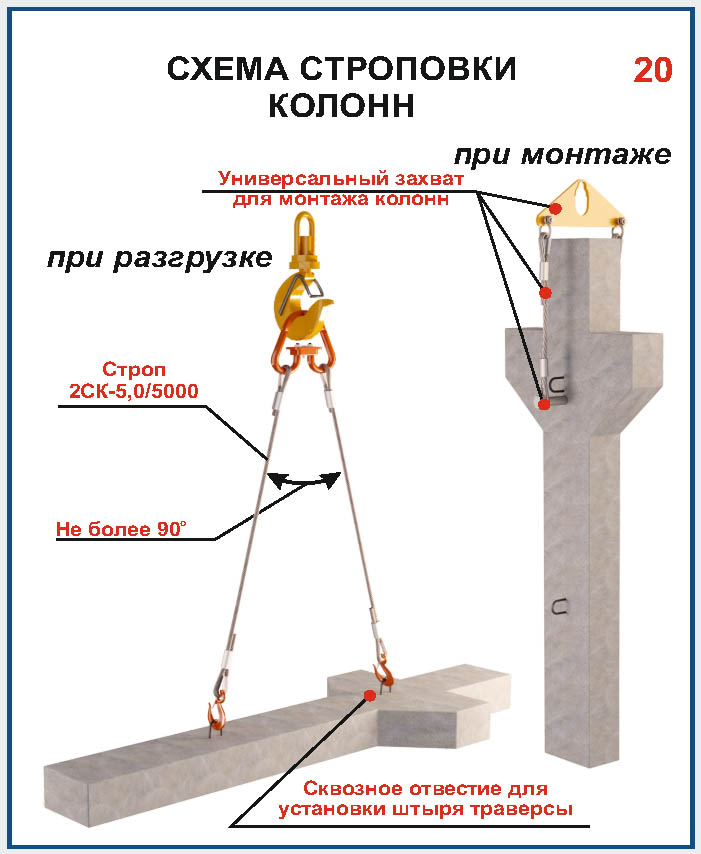 СХЕМА СТРОПОВКИ
КОЛОНН
20
при монтаже
Универсальный захват
для монтажа колонн
при разгрузке
Строп
2СК-5,0/5000
Не более 90°
Сквозное отвестие для
установки штыря траверсы